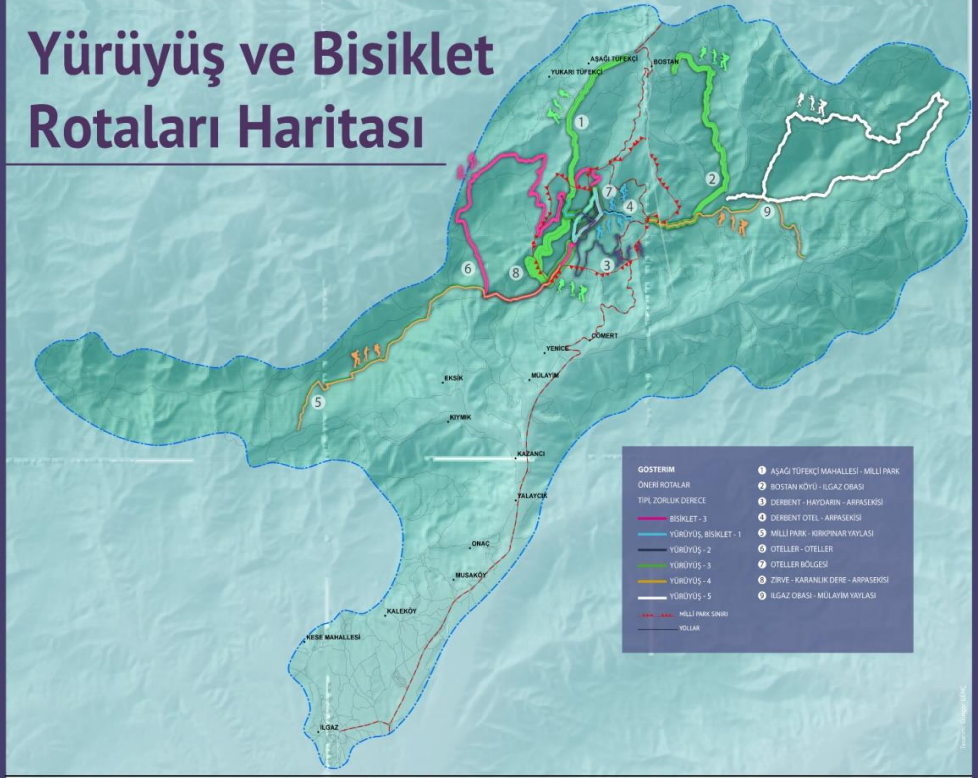 Yürüyüş ve Bisiklet
Rotaları Haritası
AŞAĞI TÜFEKÇİ
BOSTAN
YUKARI TÜFEKÇİ
1
2
7
4
9
3
6
8
CÖMERT
YENİCE
MÜLAYİM
EKSİK
5
KIYMIK
KAZANCI
YALAYCIK
ONAÇ
MUSAKÖY
KALEKÖY
KESE MAHALLESİ
ILGAZ
GÖSTERIM
ÖNERİ ROTALAR
TİPİ, ZORLUK DERECE
BİSİKLET - 3
YÜRÜYÜŞ, BİSİKLET - 1
YÜRÜYÜŞ - 2
YÜRÜYÜŞ - 3
YÜRÜYÜŞ - 4
YÜRÜYÜŞ - 5
MİLLİ PARK SINIRI
YOLLAR
1 AŞAĞI TÜFEKÇİ MAHALLESİ - MİLLİ PARK
2 BOSTAN KÖYÜ - ILGAZ OBASI
3 DERBENT - HAYDARIN - ARPASEKİSİ
4 DERBENT OTEL - ARPASEKİSİ
5 MİLLİ PARK - KIRKPINAR YAYLASI
6 OTELLER - OTELLER
7 OTELLER BÖLGESİ
8 ZİRVE - KARANLIK DERE - ARPASEKİSİ
9 ILGAZ OBASI - MÜLAYİM YAYLASI